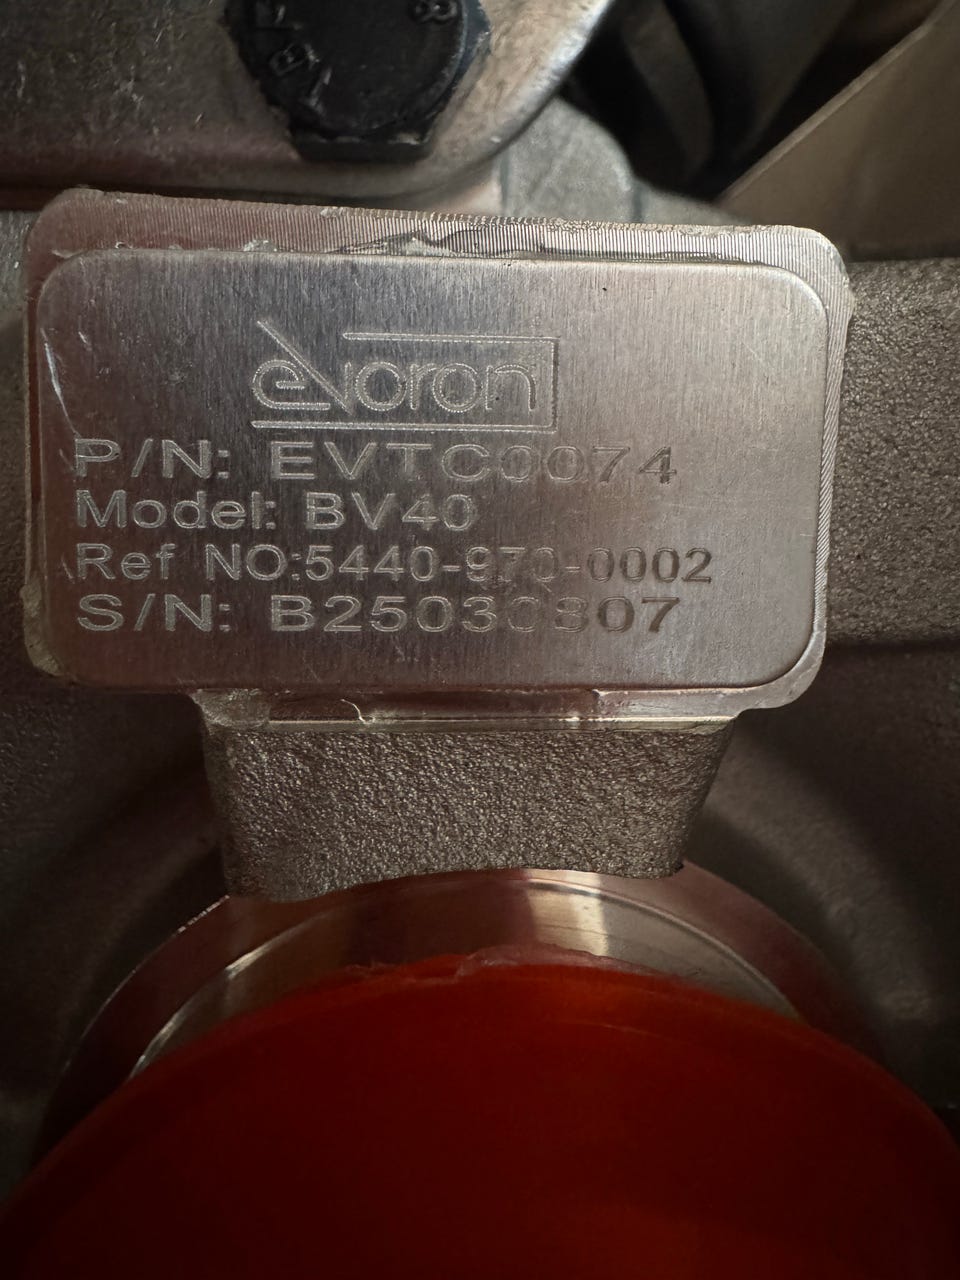 evoron
P/N: EVTC0074
Model: BV40
Ref NO:5440-970-0002
S/N: B25030807